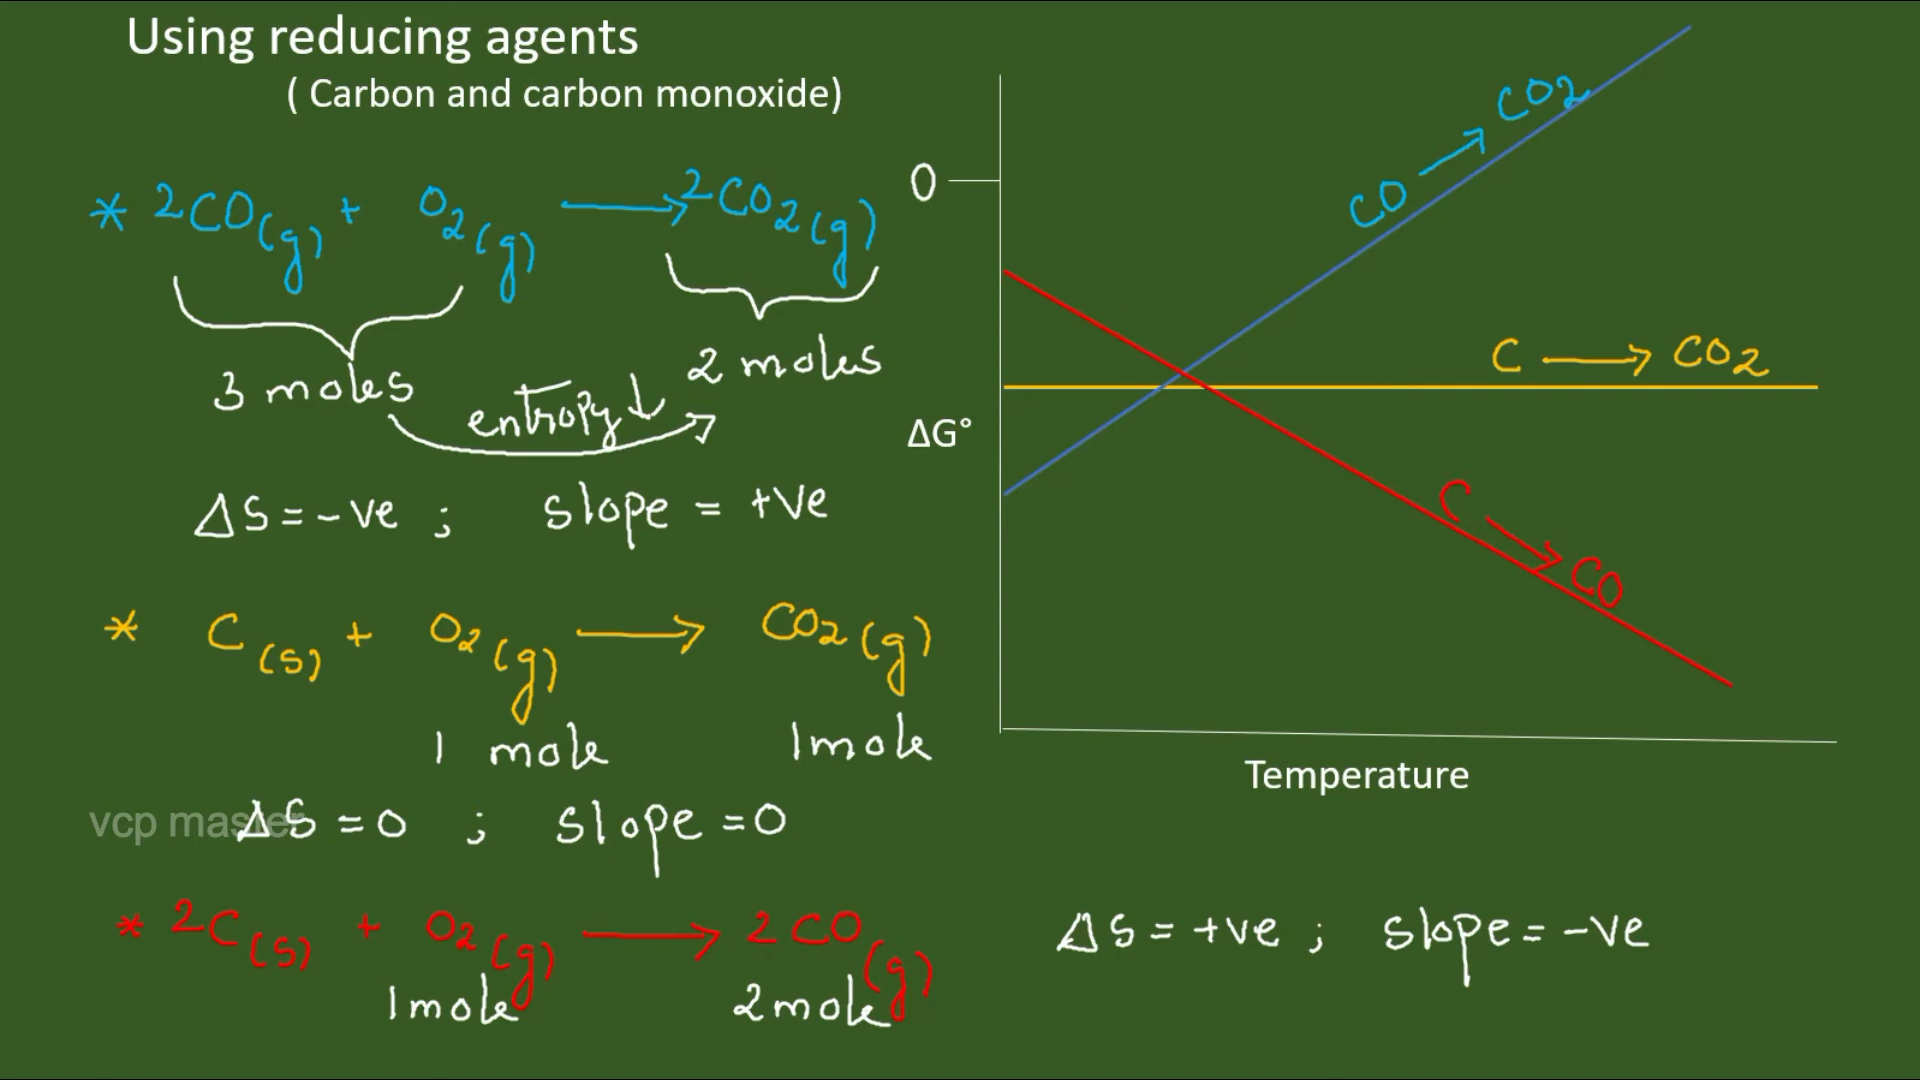 Using reducing agents
( Carbon and carbon monoxide)
* 2CO(g) + O2(g) ⟶ 2CO2(g)
3 moles
2 moles
entropy↓
ΔS = -ve ; slope = +ve
* C(s) + O2(g) ⟶ CO2(g)
1 mole 1mole
vcp master
ΔS = 0 ; slope = 0
* 2C(s) + O2(g) ⟶ 2CO(g)
1mole 2mole
ΔS = +ve ; slope = -ve
0
ΔG°
CO ⟶ CO2
C ⟶ CO2
C ⟶ CO
Temperature